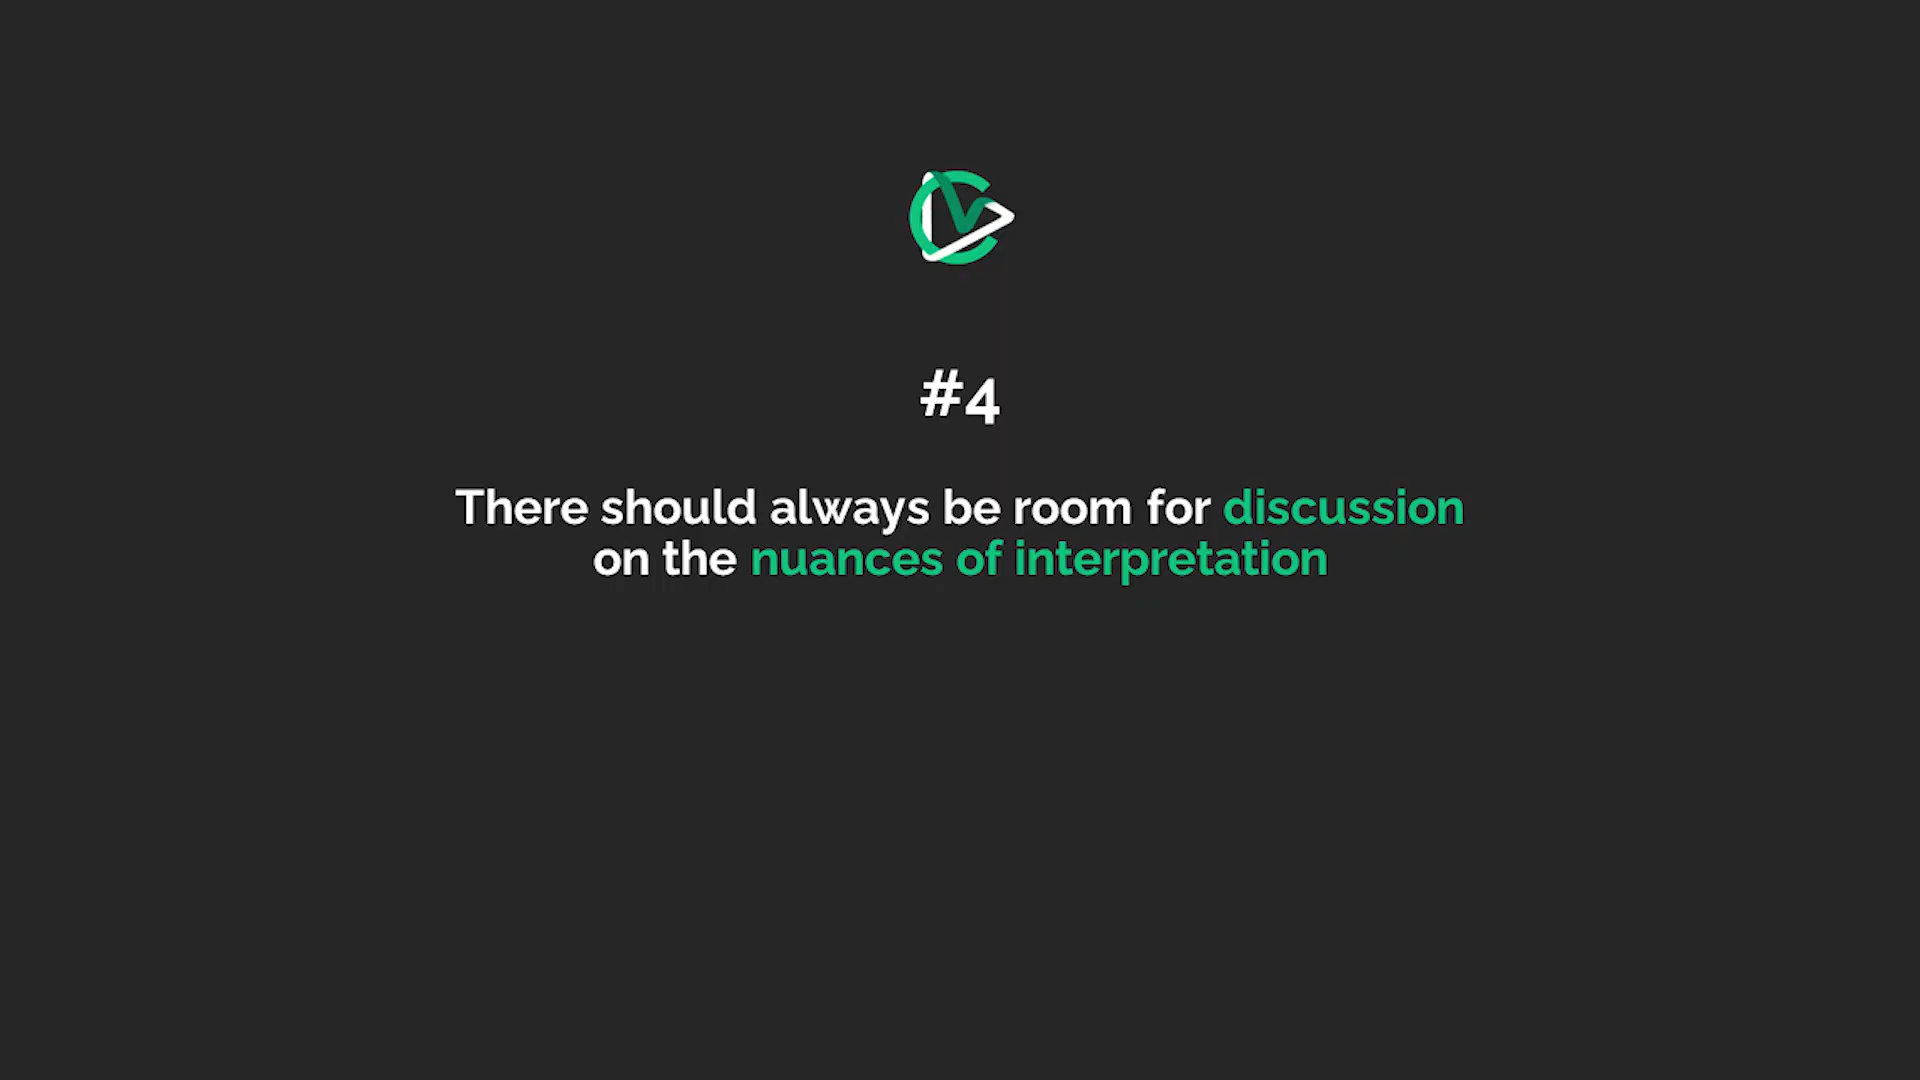 #4
There should always be room for discussion
on the nuances of interpretation